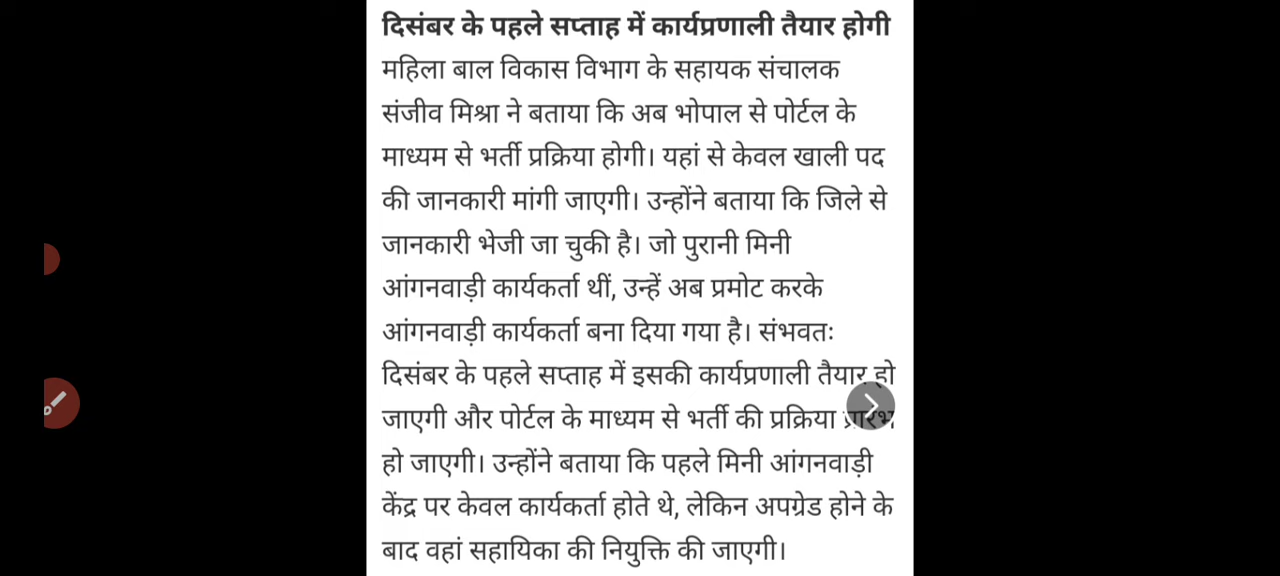 दिसंबर के पहले सप्ताह में कार्यप्रणाली तैयार होगी
महिला बाल विकास विभाग के सहायक संचालक
संजीव मिश्रा ने बताया कि अब भोपाल से पोर्टल के
माध्यम से भर्ती प्रक्रिया होगी। यहां से केवल खाली पद
की जानकारी मांगी जाएगी। उन्होंने बताया कि जिले से
जानकारी भेजी जा चुकी है। जो पुरानी मिनी
आंगनवाड़ी कार्यकर्ता थीं, उन्हें अब प्रमोट करके
आंगनवाड़ी कार्यकर्ता बना दिया गया है। संभवतः
दिसंबर के पहले सप्ताह में इसकी कार्यप्रणाली तैयार हो
जाएगी और पोर्टल के माध्यम से भर्ती की प्रक्रिया प्रारंभ
हो जाएगी। उन्होंने बताया कि पहले मिनी आंगनवाड़ी
केंद्र पर केवल कार्यकर्ता होते थे, लेकिन अपग्रेड होने के
बाद वहां सहायिका की नियुक्ति की जाएगी।